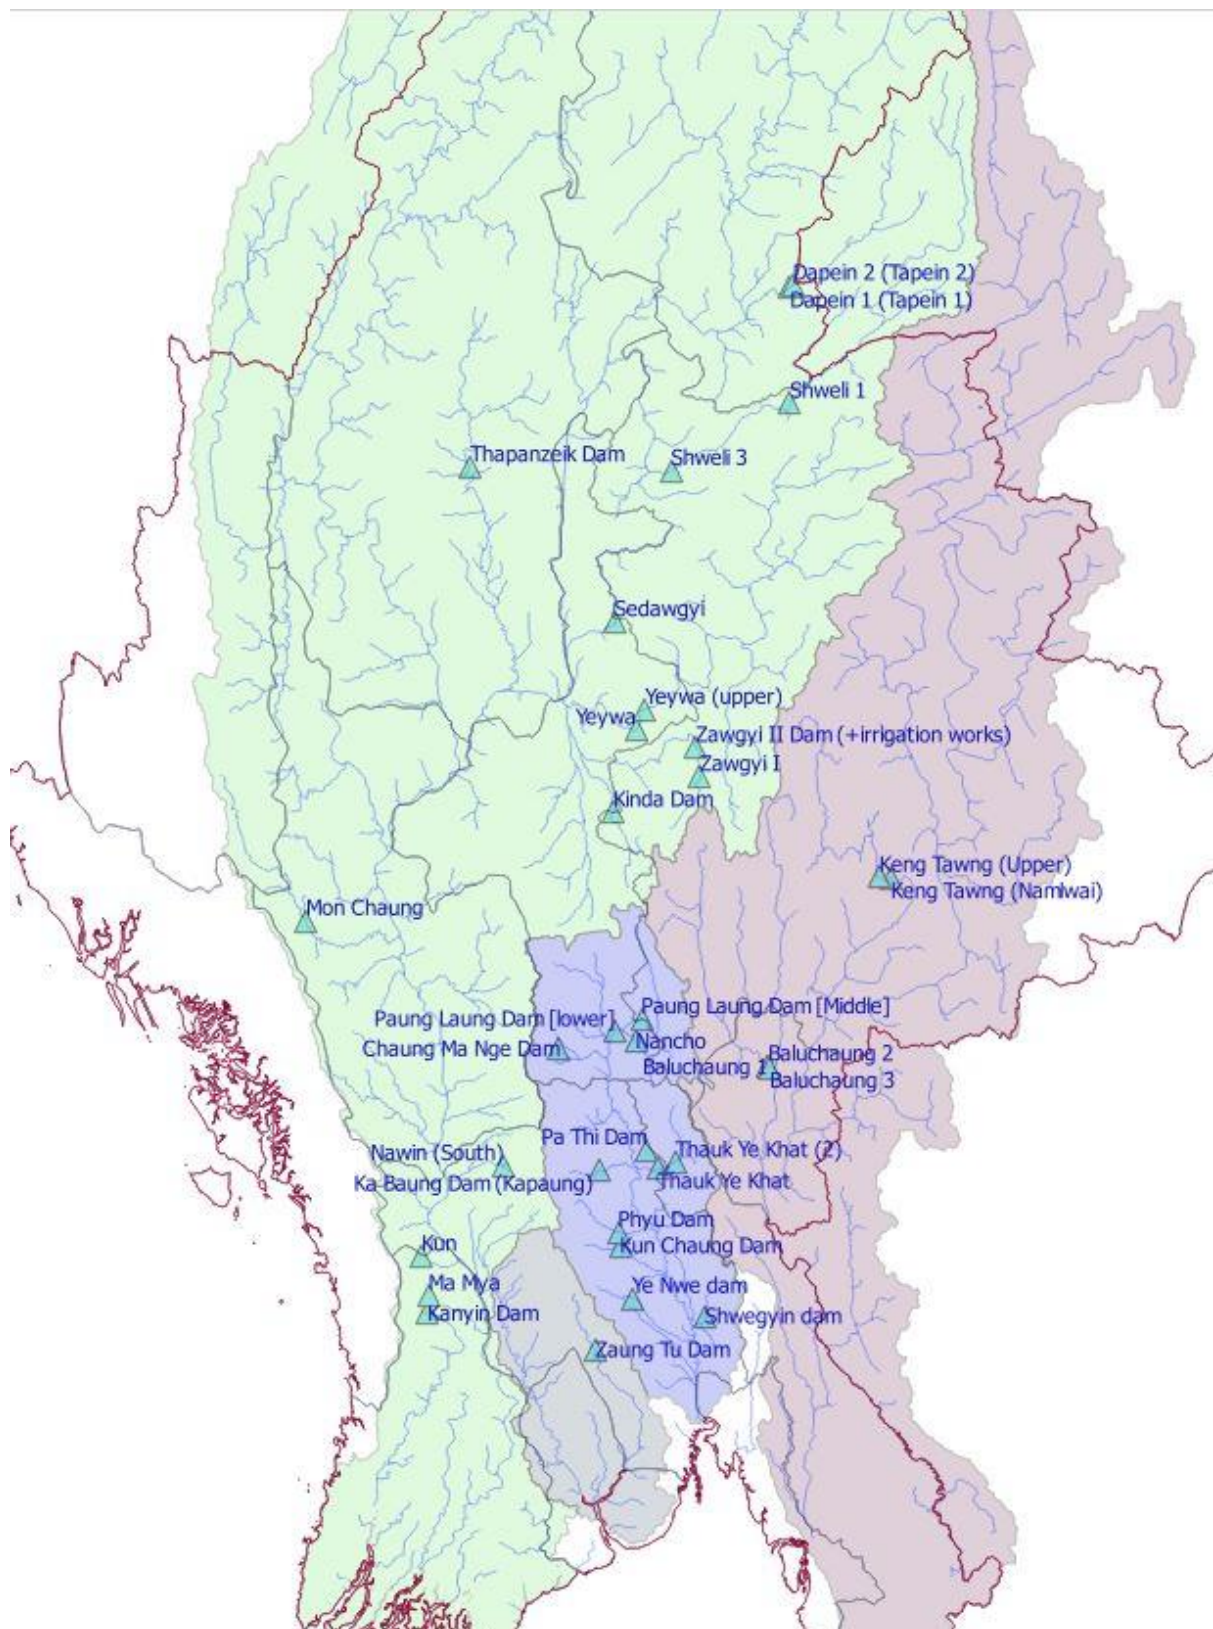 Dapein 2 (Tapein 2)
Dapein 1 (Tapein 1)
Shweli 1
Thapanzeik Dam
Shweli 3
Sedawgyi
Yeywa (upper)
Yeywa
Zawgyi II Dam (+irrigation works)
Zawgyi I
Kinda Dam
Keng Tawng (Upper)
Keng Tawng (Namlwai)
Mon Chaung
Paung Laung Dam [Middle]
Paung Laung Dam [lower]
Nancho
Chaung Ma Nge Dam
Baluchaung 2
Baluchaung 1
Baluchaung 3
Pa Thi Dam
Thauk Ye Khat (2)
Nawin (South)
Thauk Ye Khat
Ka Baung Dam (Kapaung)
Phyu Dam
Kun
Kun Chaung Dam
Ma Mya
Ye Nwe dam
Kanyin Dam
Shwegyin dam
Zaung Tu Dam